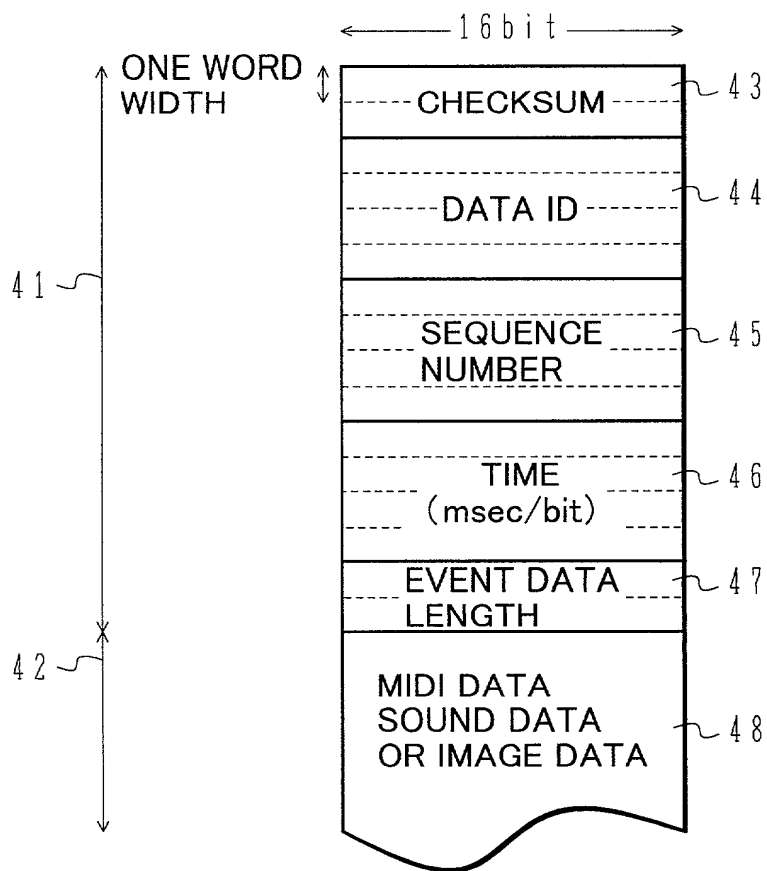 16bit
ONE WORD
WIDTH
CHECKSUM
43
DATA ID
44
41
SEQUENCE
NUMBER
45
TIME
(msec/bit)
46
EVENT DATA
LENGTH
47
42
MIDI DATA
SOUND DATA
OR IMAGE DATA
48